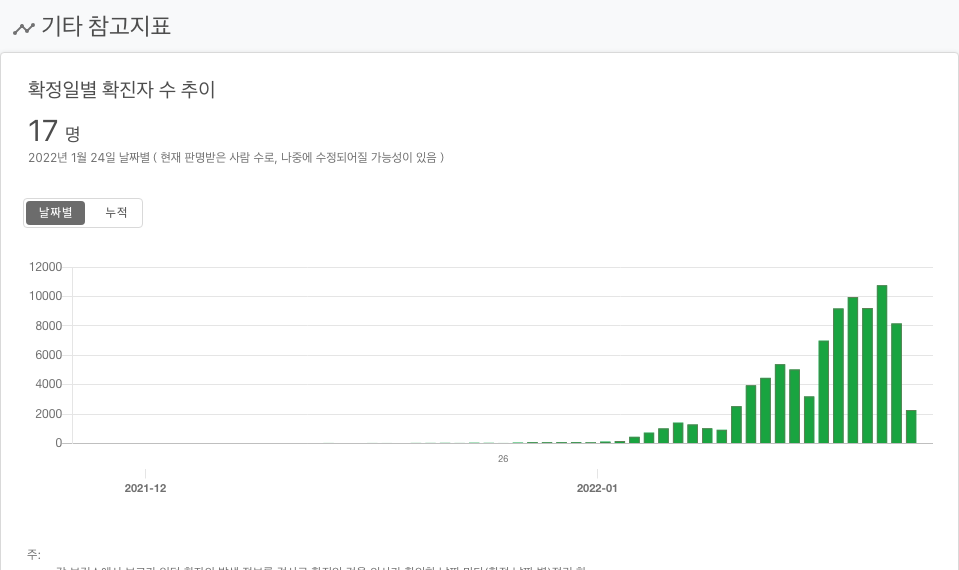 기타 참고지표
확정일별 확진자 수 추이
17 명
2022년 1월 24일 날짜별 ( 현재 판명받은 사람 수로, 나중에 수정되어질 가능성이 있음 )
날짜별 누적
12000
10000
8000
6000
4000
2000
0
26
2021-12 2022-01
주: